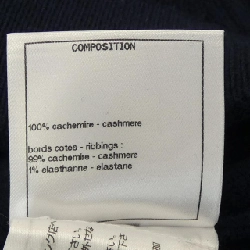 COMPOSITION
100% cachemire - cashmere
bords cotes - ribbings :
99% cachemire - cashmere
1% elasthanne - elastane